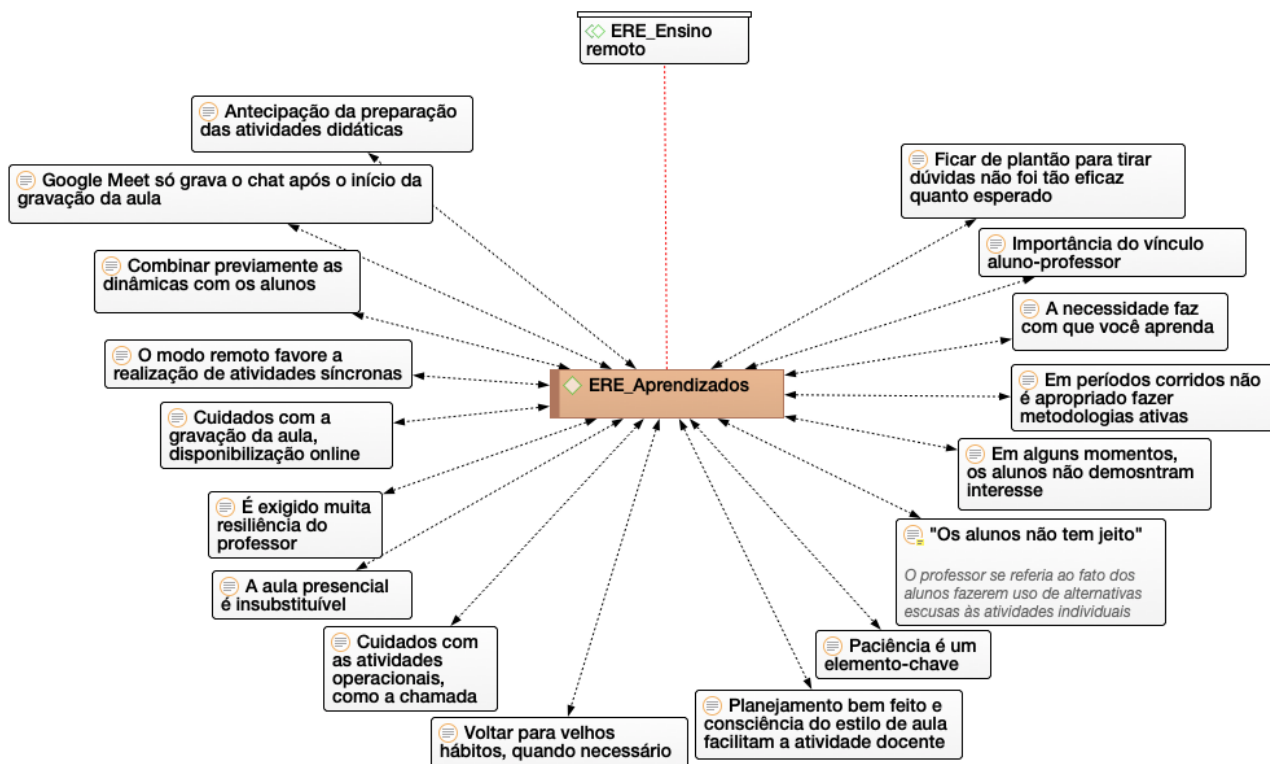 ERE_Ensino
remoto
Antecipação da preparação
das atividades didáticas
Google Meet só grava o chat após o início da
gravação da aula
Combinar previamente as
dinâmicas com os alunos
O modo remoto favore a
realização de atividades síncronas
Cuidados com a
gravação da aula,
disponibilização online
É exigido muita
resiliência do
professor
A aula presencial
é insubstituível
Cuidados com
as atividades
operacionais,
como a chamada
Voltar para velhos
hábitos, quando necessário
ERE_Aprendizados
Ficar de plantão para tirar
dúvidas não foi tão eficaz
quanto esperado
Importância do vínculo
aluno-professor
A necessidade faz
com que você aprenda
Em períodos corridos não
é apropriado fazer
metodologias ativas
Em alguns momentos,
os alunos não demosntram
interesse
"Os alunos não tem jeito"
O professor se referia ao fato dos
alunos fazerem uso de alternativas
escusas às atividades individuais
Paciência é um
elemento-chave
Planejamento bem feito e
consciência do estilo de aula
facilitam a atividade docente